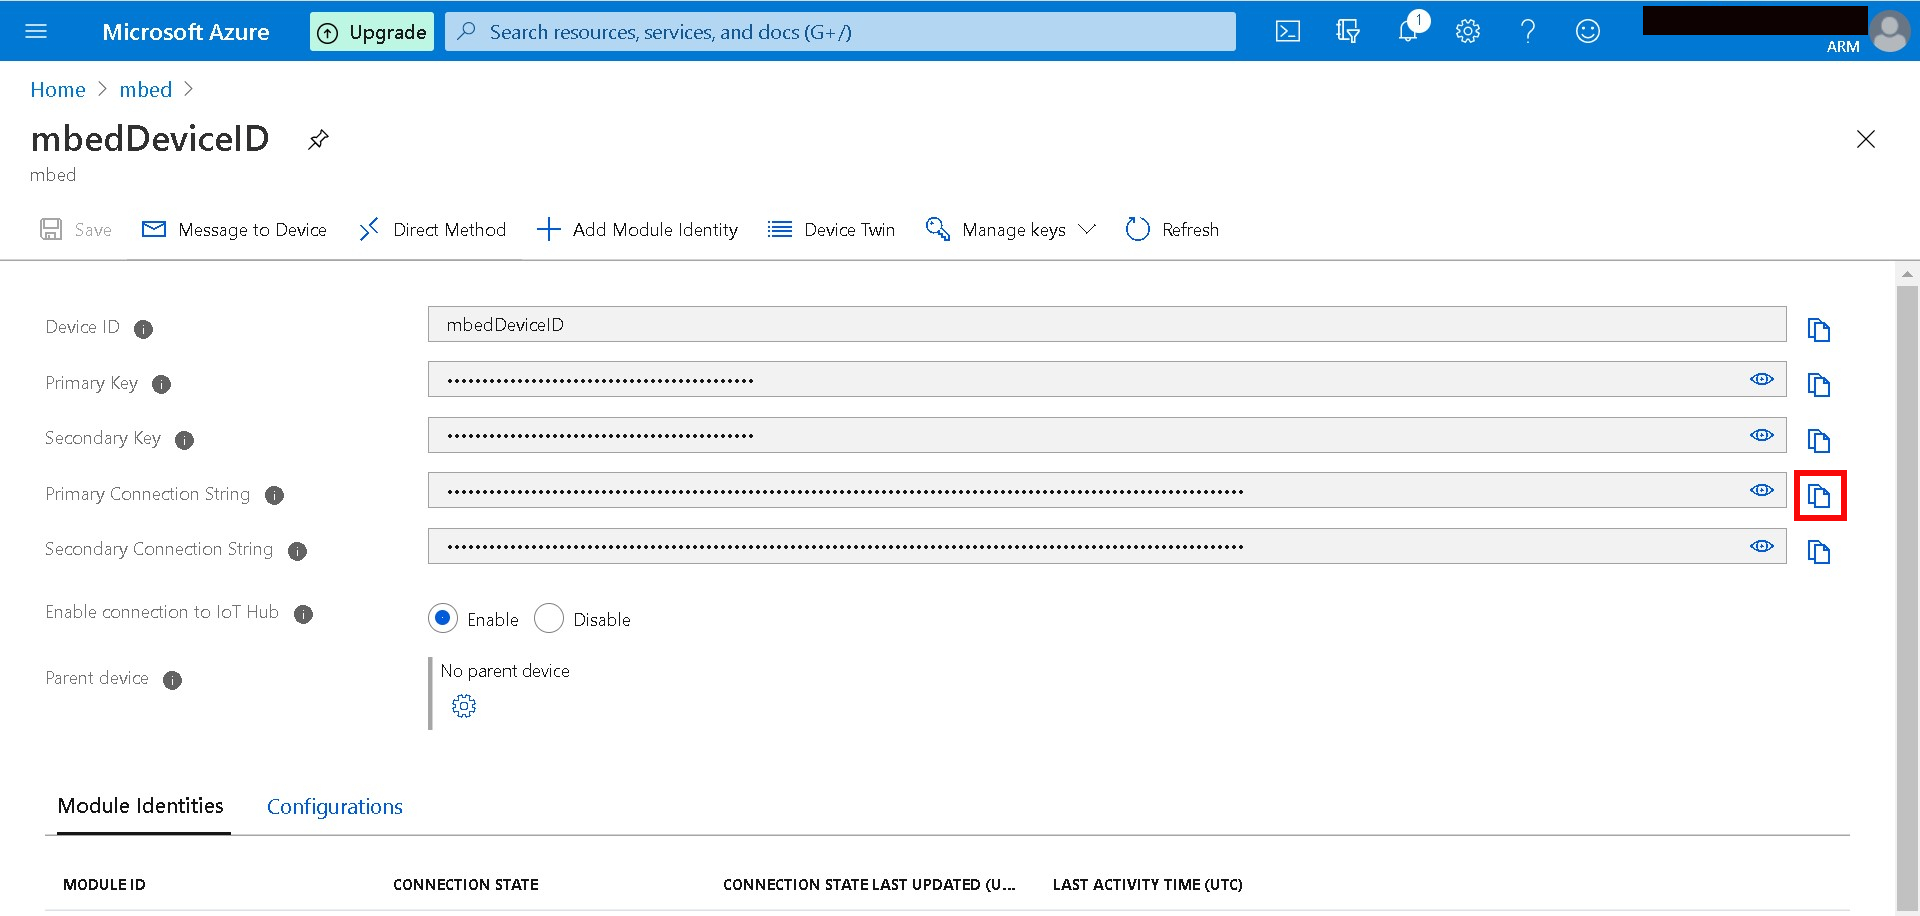 Microsoft Azure
Upgrade
Search resources, services, and docs (G+/)
1
ARM
Home > mbed >
mbedDeviceID
mbed
Save
Message to Device
Direct Method
Add Module Identity
Device Twin
Manage keys
Refresh
Device ID
mbedDeviceID
Primary Key
Secondary Key
Primary Connection String
Secondary Connection String
Enable connection to IoT Hub
Enable
Disable
Parent device
No parent device
Module Identities
Configurations
MODULE ID
CONNECTION STATE
CONNECTION STATE LAST UPDATED (U...
LAST ACTIVITY TIME (UTC)